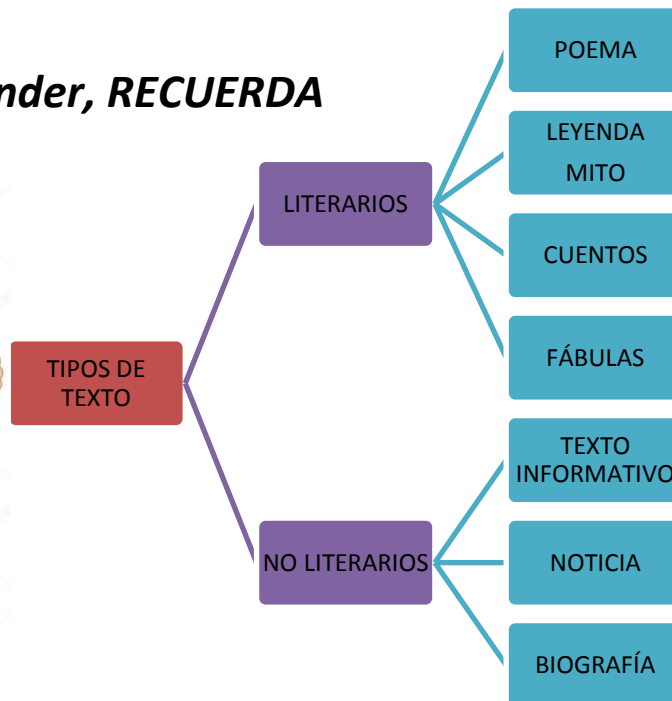 nder, RECUERDA
POEMA
LEYENDA
MITO
LITERARIOS
CUENTOS
FÁBULAS
TIPOS DE
TEXTO
TEXTO
INFORMATIVO
NO LITERARIOS
NOTICIA
BIOGRAFÍA